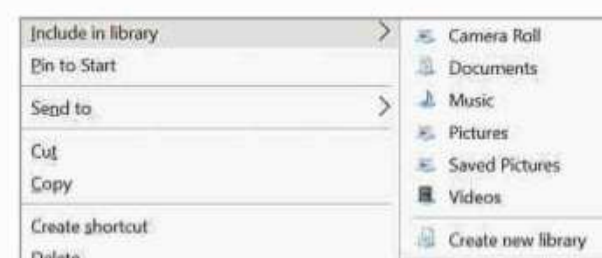 Include in library
Pin to Start
Send to
Cut
Copy
Create shortcut
Delete
Camera Roll
Documents
Music
Pictures
Saved Pictures
Videos
Create new library